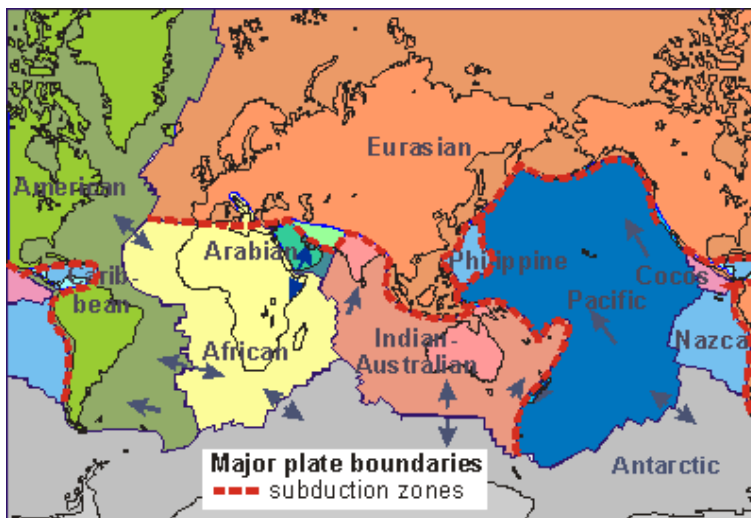 Eurasian
American
Arabian
Philippine
Carib-
bean
Cocos
Pacific
African
Indian-
Australian
Nazca
Major plate boundaries
subduction zones
Antarctic